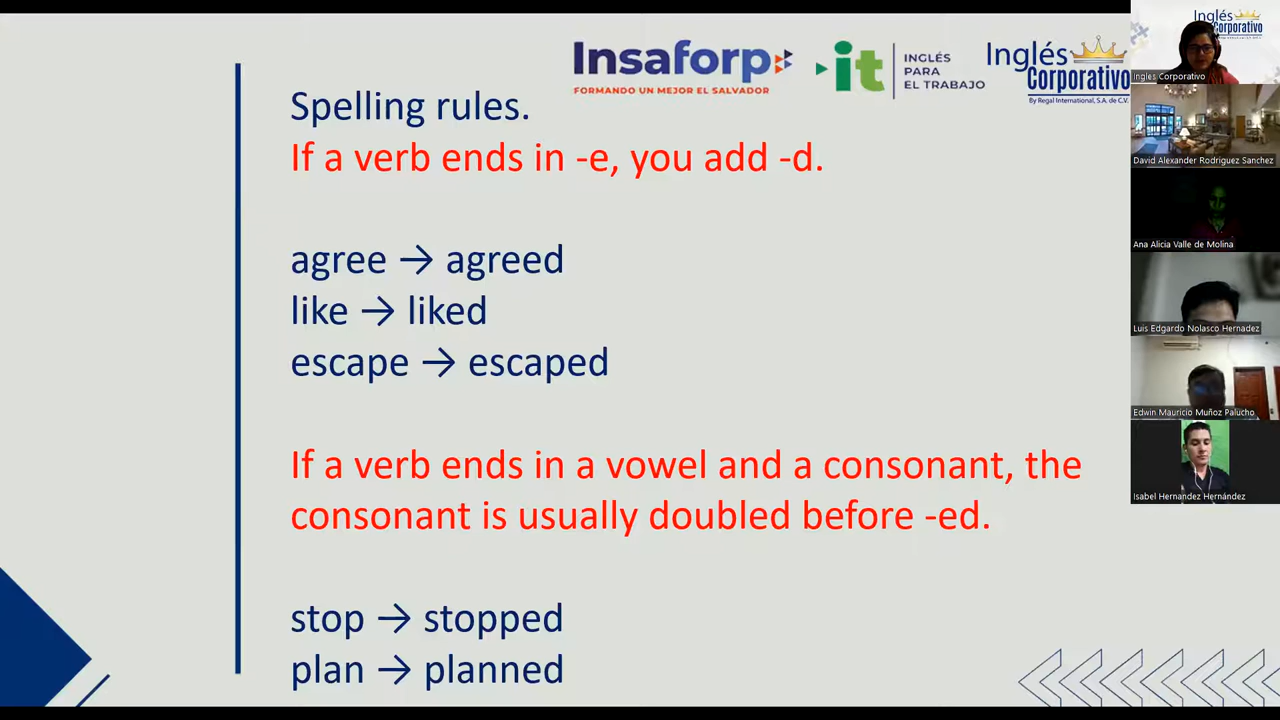 Insaforp
FORMANDO UN MEJOR EL SALVADOR
it
INGLÉS
PARA
EL TRABAJO
Inglés
Corporativo
By Regal International, S.A. de C.V.
Spelling rules.
If a verb ends in -e, you add -d.
agree → agreed
like → liked
escape → escaped
If a verb ends in a vowel and a consonant, the
consonant is usually doubled before -ed.
stop → stopped
plan → planned
Inglés
Corporativo
Ingles Corporativo
David Alexander Rodriguez Sanchez
Ana Alicia Valle de Molina
Luis Edgardo Nolasco Hernadez
Edwin Mauricio Muñoz Palucho
Isabel Hernandez Hernández